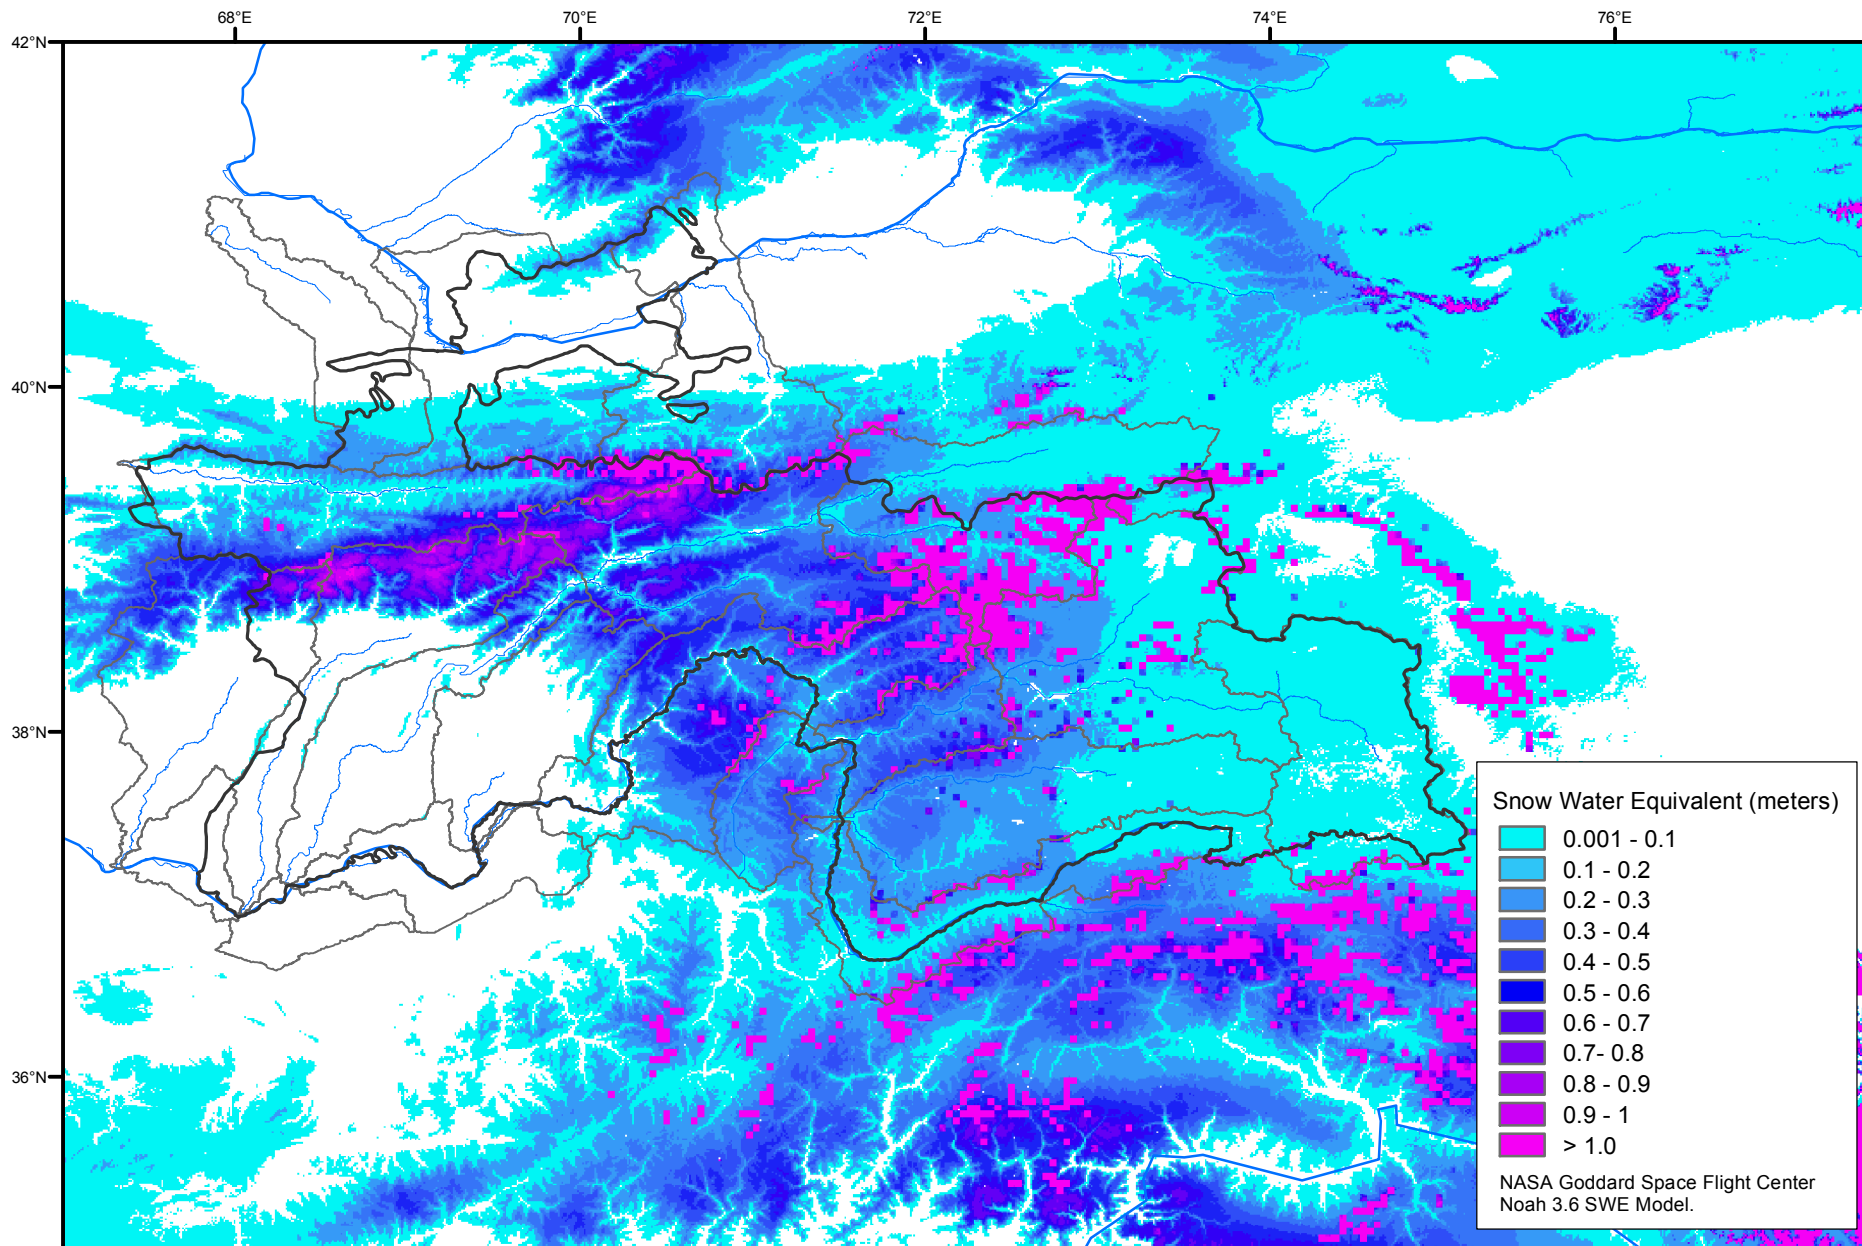 68°E
70°E
72°E
74°E
76°E
42°N
40°N
38°N
36°N
Snow Water Equivalent (meters)
0.001 - 0.1
0.1 - 0.2
0.2 - 0.3
0.3 - 0.4
0.4 - 0.5
0.5 - 0.6
0.6 - 0.7
0.7- 0.8
0.8 - 0.9
0.9 - 1
> 1.0
NASA Goddard Space Flight Center
Noah 3.6 SWE Model.